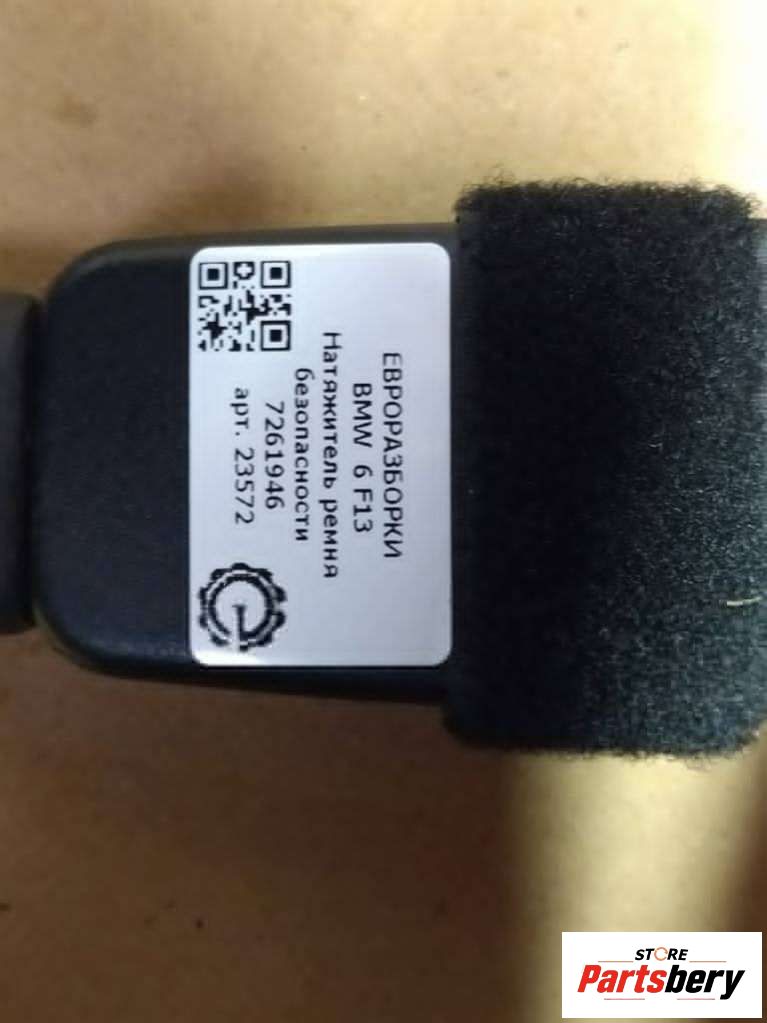 ЕВРОРАЗБОРКИ
BMW 6 F13
Натяжитель ремня
безопасности
7261946
арт. 23572
STORE
Partsbery